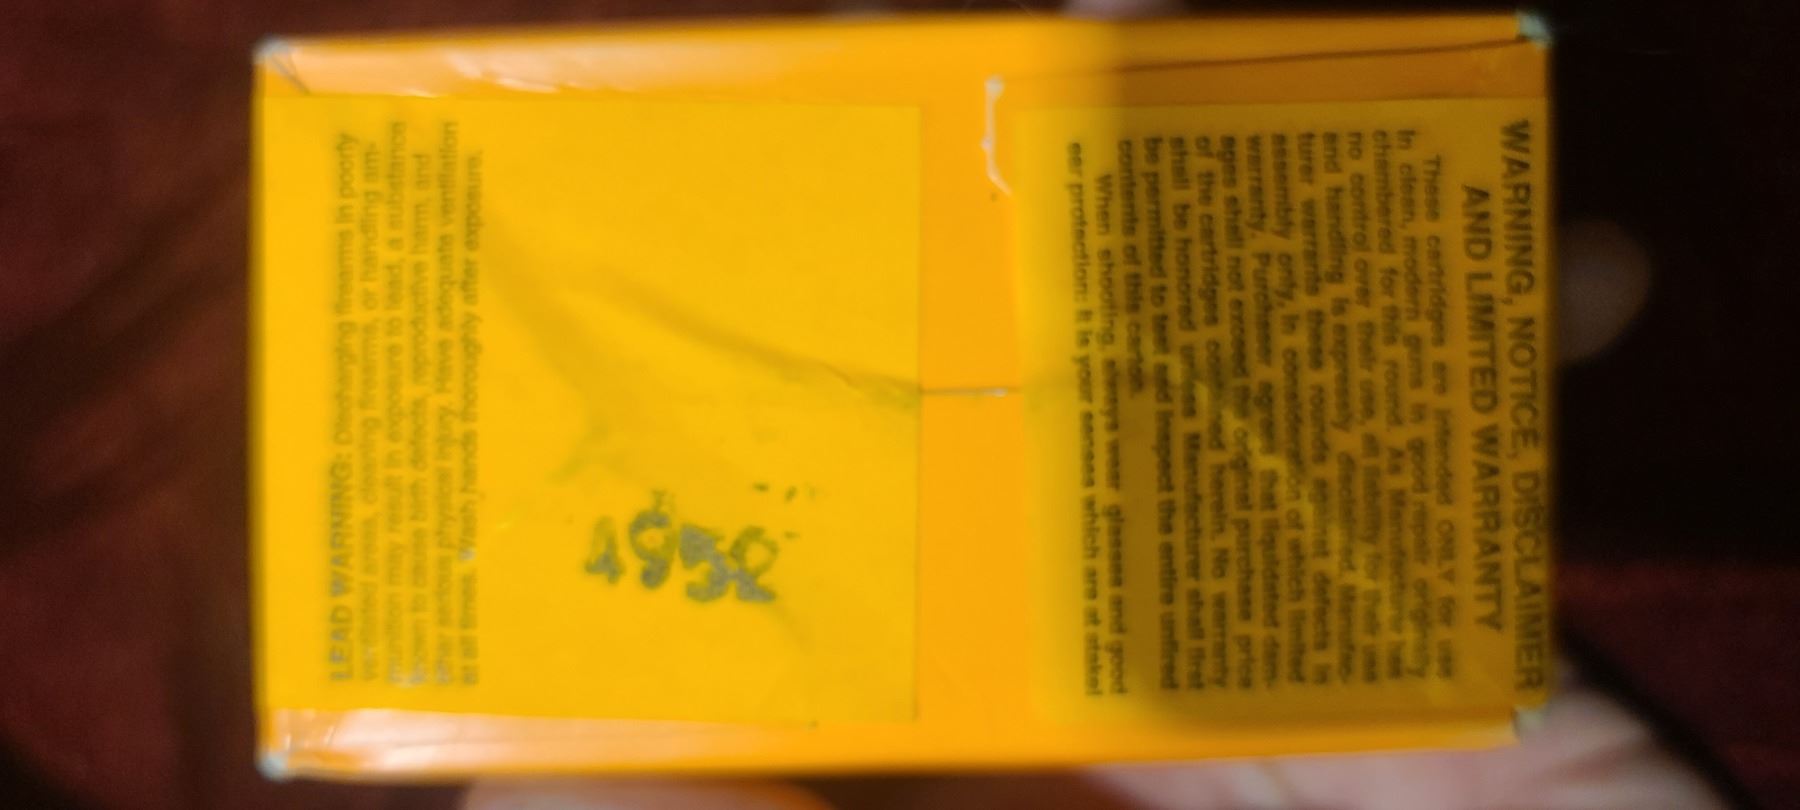 WARNING, NOTICE, DISCLAIMER
AND LIMITED WARRANTY
These cartridges are intended ONLY for use
in clean, modern guns in good repair originally
chambered for this round. As Manufacturer has
no control over their use, all liability for their use
and handling is expressly disclaimed. Manufac-
turer warrants these rounds against defects in
assembly only. In consideration of which limited
warranty, Purchaser agrees that liquidated dam-
ages shall not exceed the original purchase price
of the cartridges contained herein. No warranty
shall be honored unless Manufacturer shall first
be permitted to test and inspect the entire unfired
contents of this carton.
When shooting, always wear glasses and good
ear protection: it is your senses which are at stake!
LEAD WARNING: Discharging firearms in poorly
ventilated areas, cleaning firearms, or handling am-
munition may result in exposure to lead, a substance
known to cause birth defects, reproductive harm, and
other serious physical injury. Have adequate ventilation
at all times. Wash hands thoroughly after exposure.